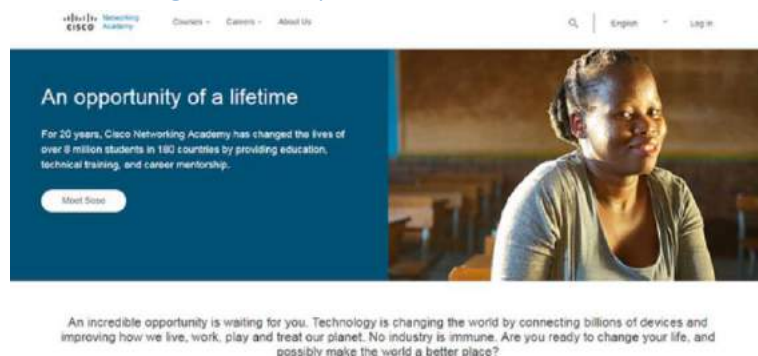 Networking
CISCO Academy
Courses
Careers
About Us
English
Log in
An opportunity of a lifetime
For 20 years, Cisco Networking Academy has changed the lives of
over 8 million students in 180 countries by providing education,
technical training, and career mentorship.
Meet Sose
An incredible opportunity is waiting for you. Technology is changing the world by connecting billions of devices and
improving how we live, work, play and treat our planet. No industry is immune. Are you ready to change your life, and
possibly make the world a better place?